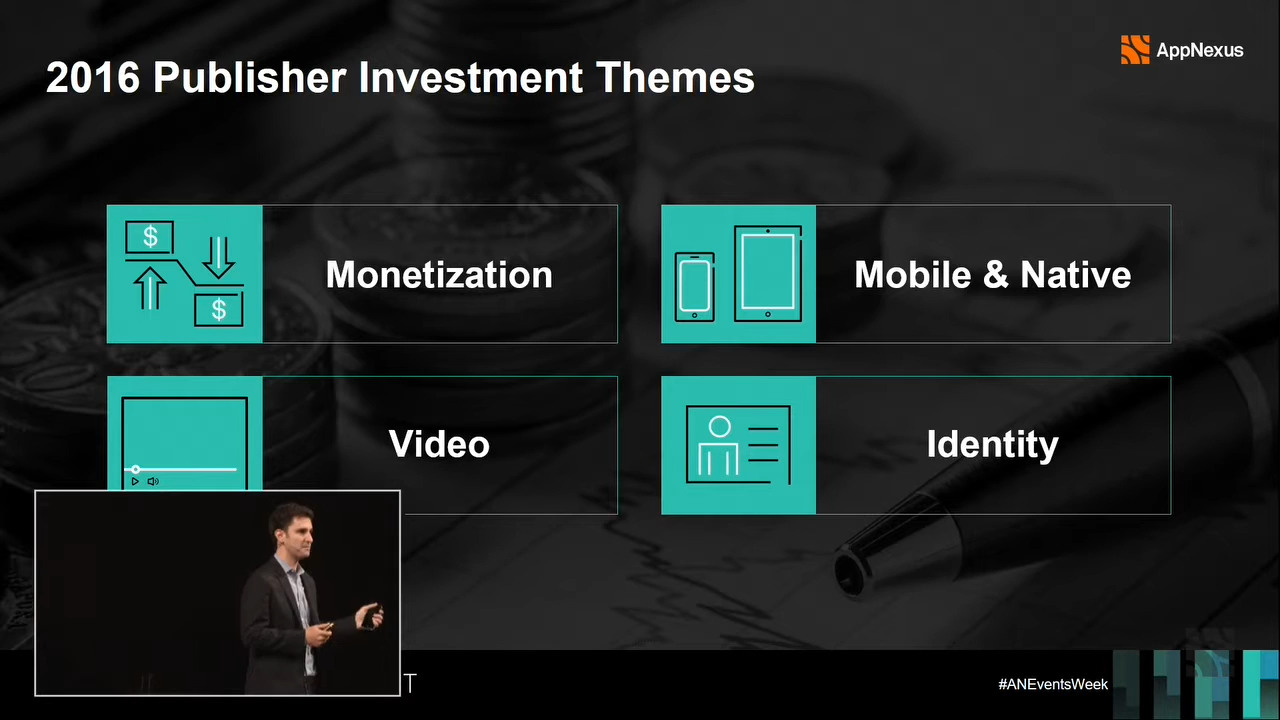 2016 Publisher Investment Themes
AppNexus
$
$
Monetization
Mobile & Native
Video
Identity
T
#ANEventsWeek